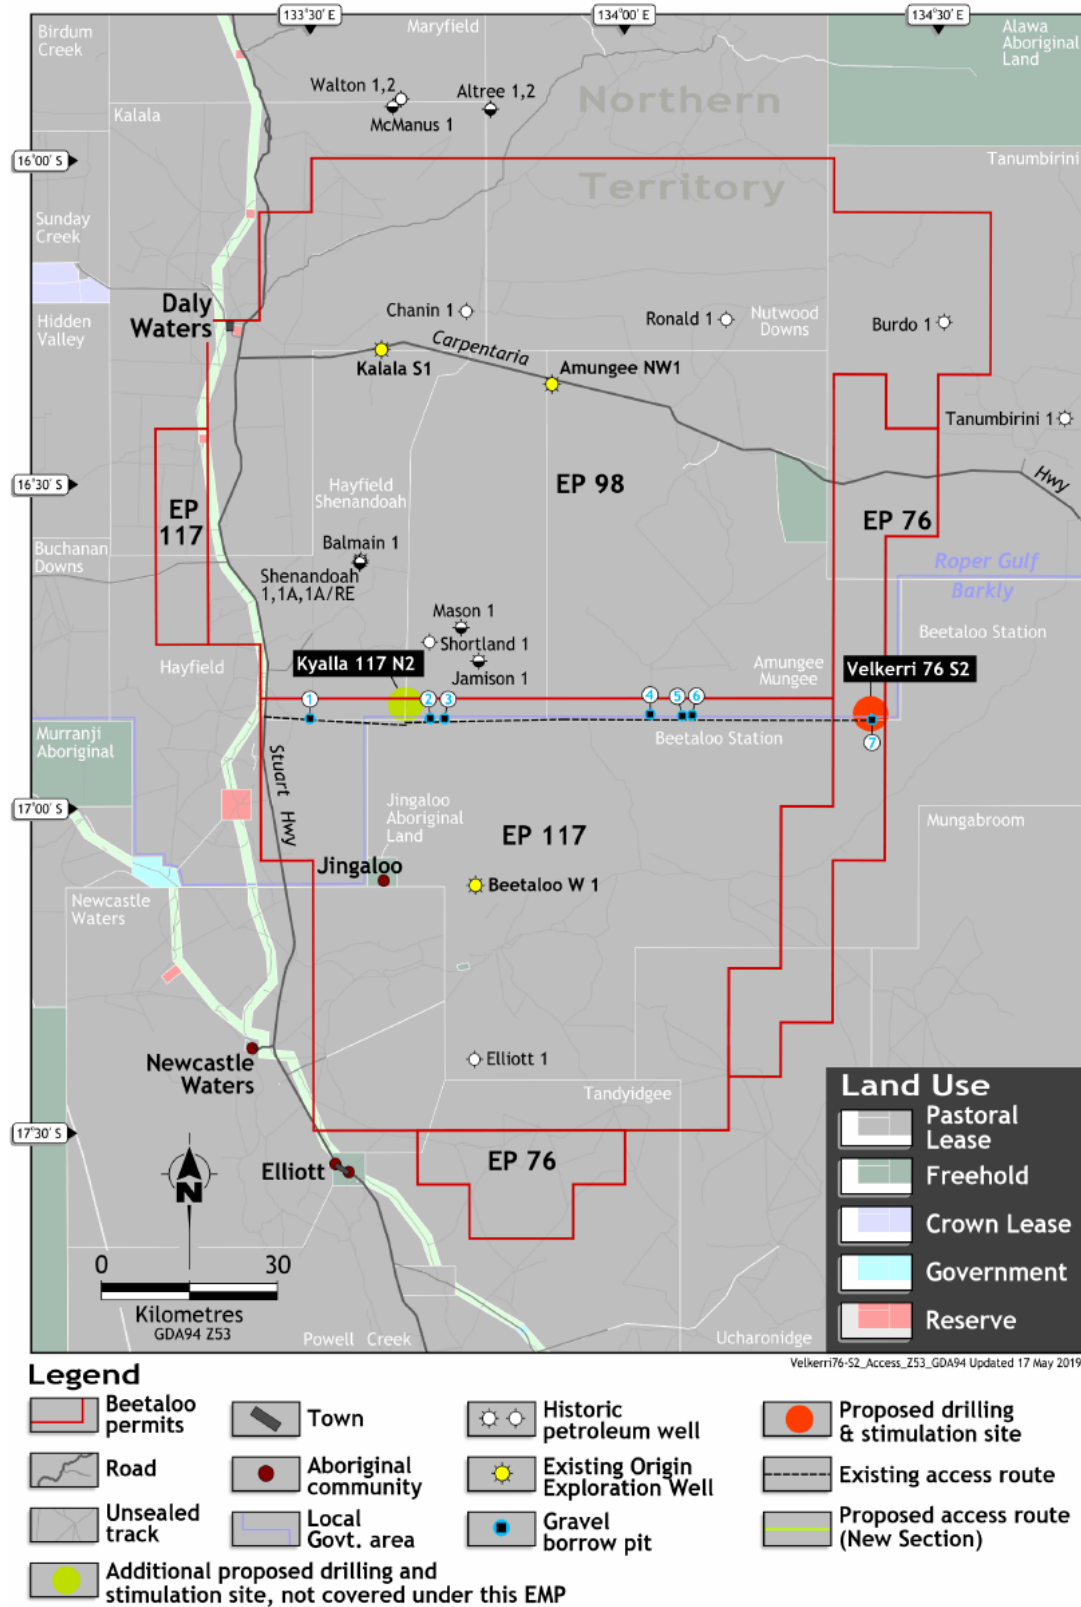 133°30' E
134°00' E
134°30' E
Birdum
Creek
Maryfield
Alawa
Aboriginal
Land
Walton 1,2
Altree 1,2
Northern
Kalala
McManus 1
16°00' S
Tanumbirini
Territory
Sunday
Creek
Daly
Waters
Chanin 1
Ronald 1
Nutwood
Downs
Burdo 1
Hidden
Valley
Carpentaria
Kalala S1
Amungee NW1
Tanumbirini 1
16°30' S
Hayfield
Shenandoah
EP 98
Hwy
EP
117
EP 76
Buchanan
Downs
Balmain 1
Shenandoah
1,1A,1A/RE
Roper Gulf
Barkly
Mason 1
Shortland 1
Beetaloo Station
Hayfield
Kyalla 117 N2
Jamison 1
Amungee
Mungee
Velkerri 76 S2
1
2
3
4
5
6
7
Murranji
Aboriginal
Stuart Hwy
Beetaloo Station
17°00' S
Jingaloo
Aboriginal
Land
EP 117
Mungabroom
Jingaloo
Beetaloo W 1
Newcastle
Waters
Newcastle
Waters
Elliott 1
Tandyidgee
17°30' S
Elliott
EP 76
N
0
30
Kilometres
GDA94 Z53
Powell Creek
Ucharonidge
Land Use
Pastoral
Lease
Freehold
Crown Lease
Government
Reserve
Velkerri76-S2_Access_Z53_GDA94 Updated 17 May 2019
Legend
Beetaloo
permits
Town
Historic
petroleum well
Proposed drilling
& stimulation site
Road
Aboriginal
community
Existing Origin
Exploration Well
Existing access route
Unsealed
track
Local
Govt. area
Gravel
borrow pit
Proposed access route
(New Section)
Additional proposed drilling and
stimulation site, not covered under this EMP